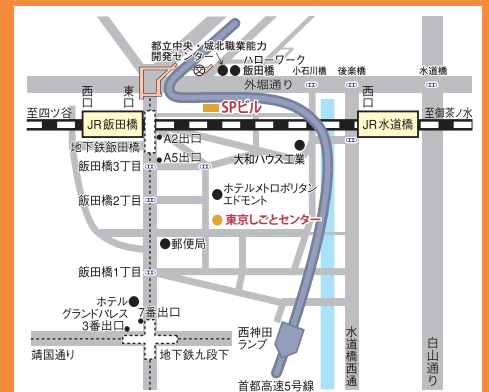 都立中央・城北職業能力
開発センター
ハローワーク
飯田橋
小石川橋
後楽橋
水道橋
外堀通り
西口
東口
西口
SPビル
至四ツ谷
JR飯田橋
JR水道橋
至御茶ノ水
地下鉄飯田橋
A2出口
A5出口
大和ハウス工業
飯田橋3丁目
飯田橋2丁目
ホテルメトロポリタン
エドモント
東京しごとセンター
郵便局
飯田橋1丁目
ホテル
グランドパレス
7番出口
3番出口
西神田
ランプ
水道橋西通り
白山通り
靖国通り
地下鉄九段下
首都高速5号線